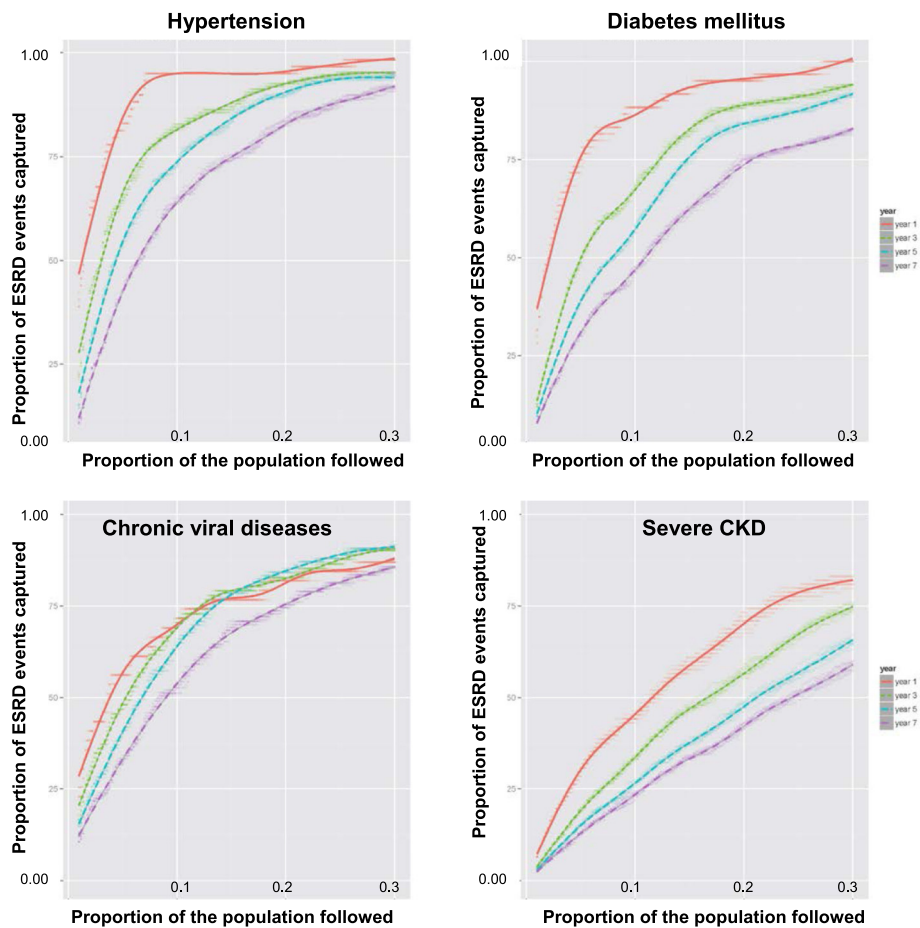 Hypertension
Proportion of ESRD events captured
1.00
75
50
25
0.00
0.1 0.2 0.3
Proportion of the population followed
Diabetes mellitus
Proportion of ESRD events captured
1.00
75
50
25
0.00
0.1 0.2 0.3
Proportion of the population followed
year
year 1
year 3
year 5
year 7
Chronic viral diseases
Proportion of ESRD events captured
1.00
75
50
25
0.00
0.1 0.2 0.3
Proportion of the population followed
Severe CKD
Proportion of ESRD events captured
1.00
75
50
25
0.00
0.1 0.2 0.3
Proportion of the population followed
year
year 1
year 3
year 5
year 7